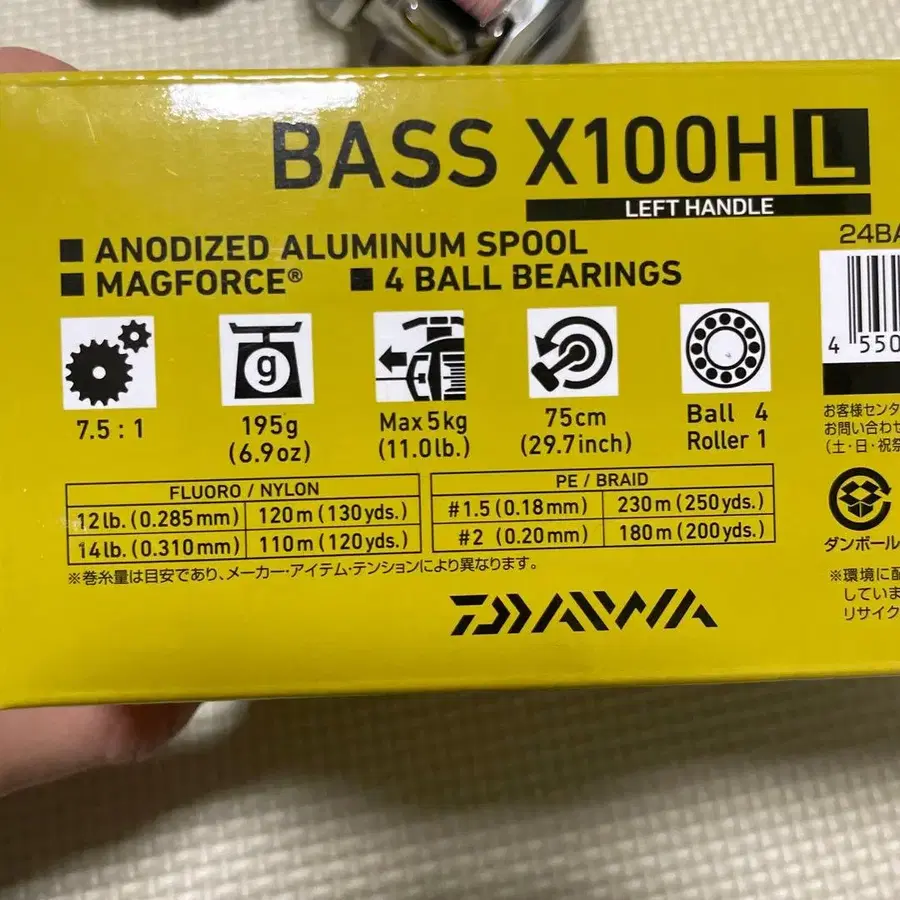 BASS X100HL
LEFT HANDLE
■ ANODIZED ALUMINUM SPOOL
■ MAGFORCE® ■ 4 BALL BEARINGS
24BA
g
7.5 : 1
195g
(6.9oz)
Max 5kg
(11.0lb.)
75cm
(29.7inch)
Ball 4
Roller 1
4 550
FLUORO / NYLON
12lb. (0.285mm) 120m (130yds.)
14lb. (0.310mm) 110m (120yds.)
PE / BRAID
#1.5 (0.18mm) 230m (250yds.)
#2 (0.20mm) 180m (200yds.)
※巻糸量は目安であり、メーカー・アイテム・テンションにより異なります。
DAIWA
お客様センタ
お問い合わせ
(土・日・祝祭
ダンボール
※環境に配
していま
リサイク